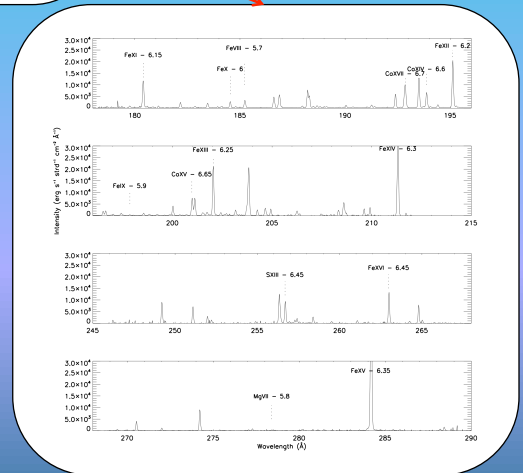 3.0×10⁴
2.5×10⁴
2.0×10⁴
1.5×10⁴
1.0×10⁴
5.0×10³
0
FeXI - 6.15
FeVIII - 5.7
FeX - 6
FeXII - 6.2
CoXIV - 6.6
CoXVII - 6.7
180
185
190
195
3.0×10⁴
2.5×10⁴
2.0×10⁴
1.5×10⁴
1.0×10⁴
5.0×10³
0
FeXIII - 6.25
FeXIV - 6.3
CoXV - 6.65
FeIX - 5.9
200
205
210
215
Intensity (erg s⁻¹ strd⁻¹ cm⁻² Å⁻¹)
3.0×10⁴
2.5×10⁴
2.0×10⁴
1.5×10⁴
1.0×10⁴
5.0×10³
0
SXIII - 6.45
FeXVI - 6.45
245
250
255
260
265
3.0×10⁴
2.5×10⁴
2.0×10⁴
1.5×10⁴
1.0×10⁴
5.0×10³
0
FeXV - 6.35
MgVII - 5.8
270
275
280
285
290
Wavelength (Å)